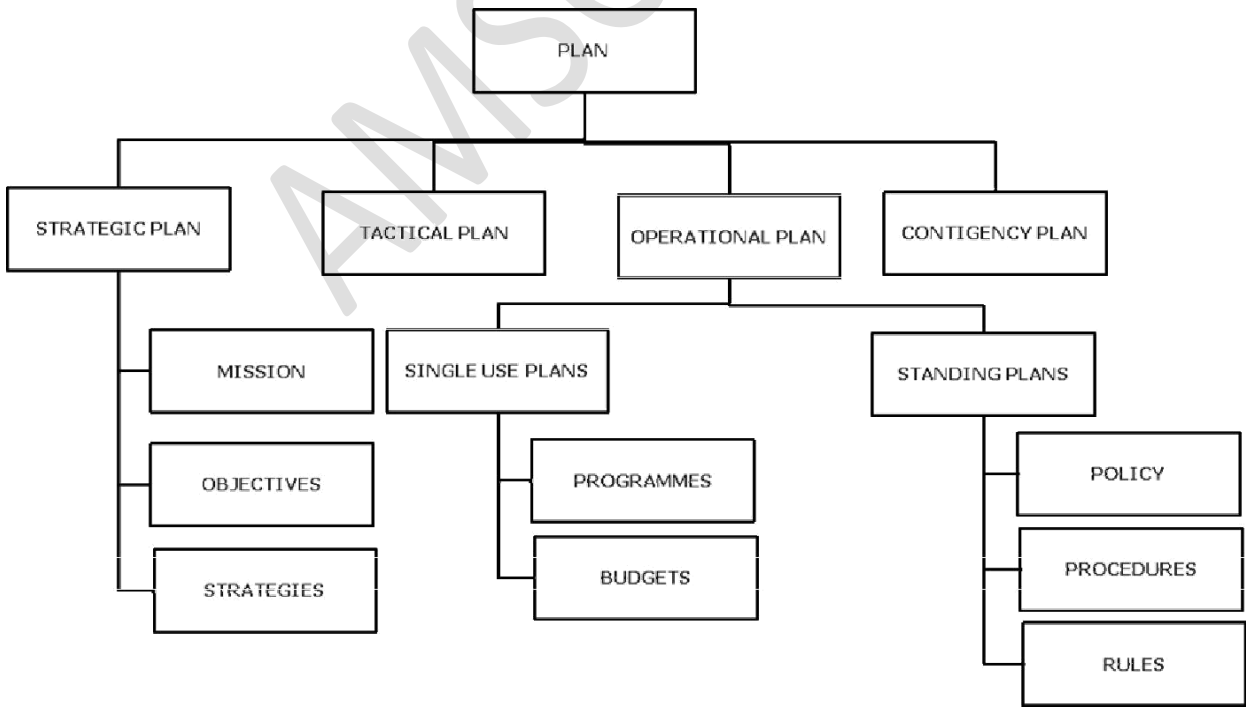 PLAN
STRATEGIC PLAN
TACTICAL PLAN
OPERATIONAL PLAN
CONTIGENCY PLAN
MISSION
OBJECTIVES
STRATEGIES
SINGLE USE PLANS
PROGRAMMES
BUDGETS
STANDING PLANS
POLICY
PROCEDURES
RULES